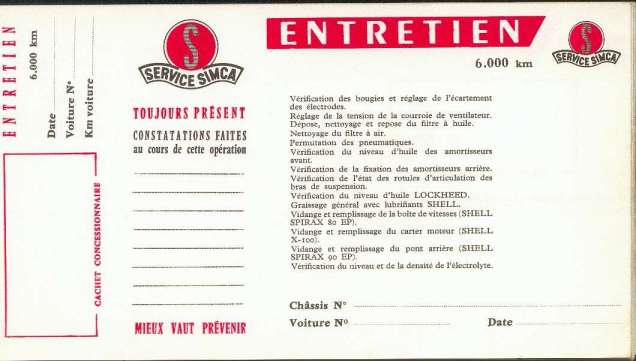 ENTRETIEN
6.000 km
Date
Voiture N°
Km voiture
CACHET CONCESSIONNAIRE
S
SERVICE SIMCA
TOUJOURS PRÉSENT
CONSTATATIONS FAITES
au cours de cette opération
MIEUX VAUT PRÉVENIR
ENTRETIEN
6.000 km
S
SERVICE SIMCA
Vérification des bougies et réglage de l'écartement
des électrodes.
Réglage de la tension de la courroie de ventilateur.
Dépose, nettoyage et repose du filtre à huile.
Nettoyage du filtre à air.
Permutation des pneumatiques.
Vérification du niveau d'huile des amortisseurs
avant.
Vérification de la fixation des amortisseurs arrière.
Vérification de l'état des rotules d'articulation des
bras de suspension.
Vérification du niveau d'huile LOCKHEED.
Graissage général avec lubrifiants SHELL.
Vidange et remplissage de la boîte de vitesses (SHELL
SPIRAX 80 EP).
Vidange et remplissage du carter moteur (SHELL
X-100).
Vidange et remplissage du pont arrière (SHELL
SPIRAX 90 EP).
Vérification du niveau et de la densité de l'électrolyte.
Châssis N°
Voiture N° Date